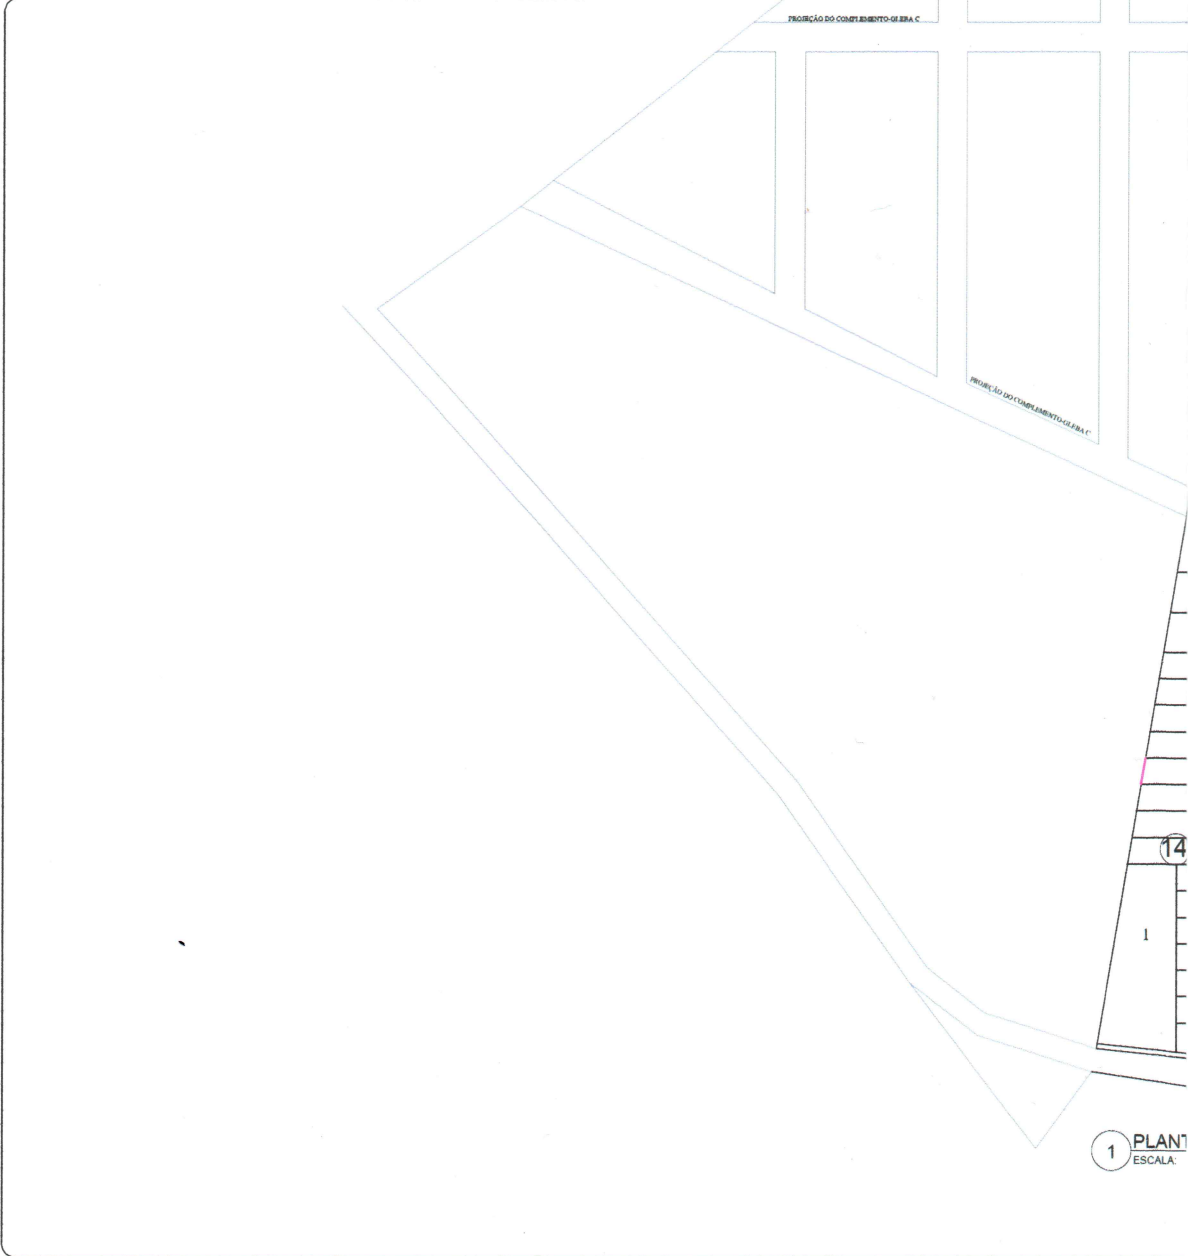 PROJEÇÃO DO COMPLEMENTO-GLEBA C
PROJEÇÃO DO COMPLEMENTO-GLEBA C
14
1
1
PLANT
ESCALA: